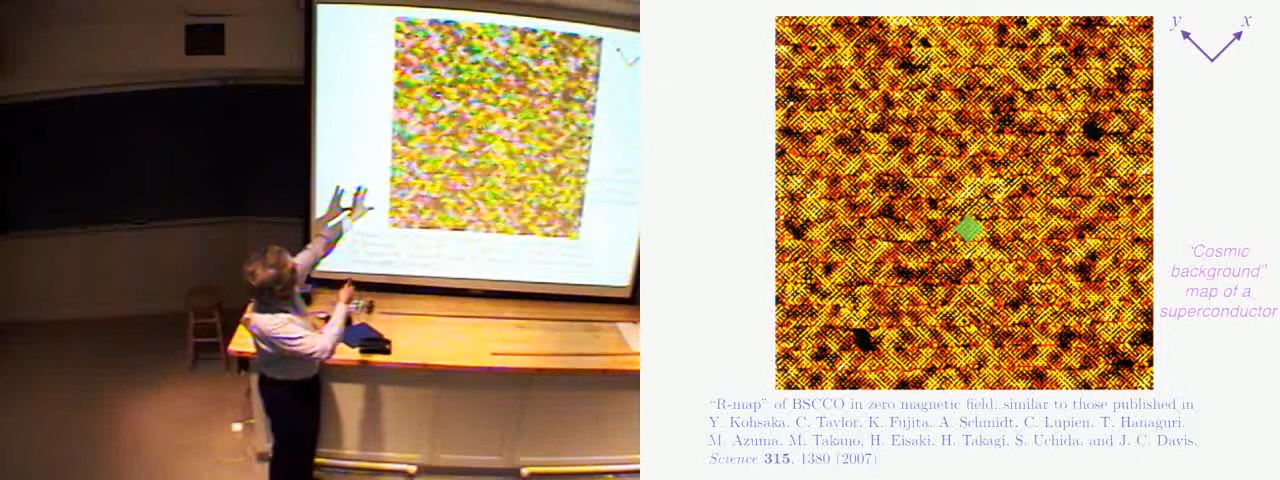 y x
"Cosmic
background"
map of a
superconductor
"R-map" of BSCCO in zero magnetic field, similar to those published in
Y. Kohsaka, C. Taylor, K. Fujita, A. Schmidt, C. Lupien, T. Hanaguri,
M. Azuma, M. Takano, H. Eisaki, H. Takagi, S. Uchida, and J. C. Davis,
Science 315, 1380 (2007)